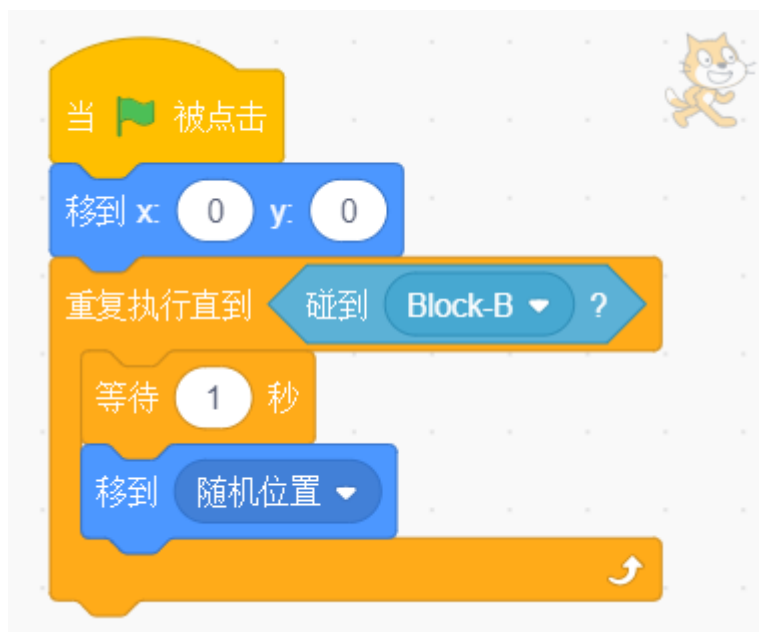 当 被点击
移到 x: 0 y: 0
重复执行直到 碰到 Block-B ?
等待 1 秒
移到 随机位置